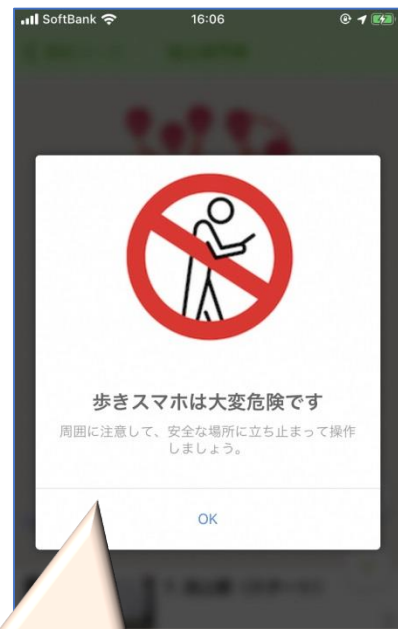 SoftBank
16:06
歩きスマホは大変危険です
周囲に注意して、安全な場所に立ち止まって操作
しましょう。
OK